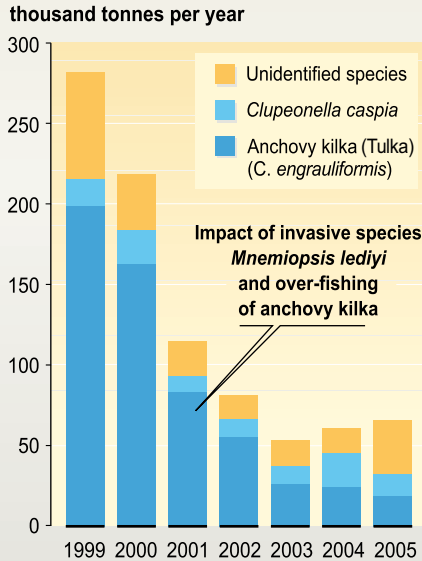 thousand tonnes per year
300
250
200
150
100
50
0
Unidentified species
Clupeonella caspia
Anchovy kilka (Tulka)
(C. engrauliformis)
Impact of invasive species
Mnemiopsis lediyi
and over-fishing
of anchovy kilka
1999 2000 2001 2002 2003 2004 2005